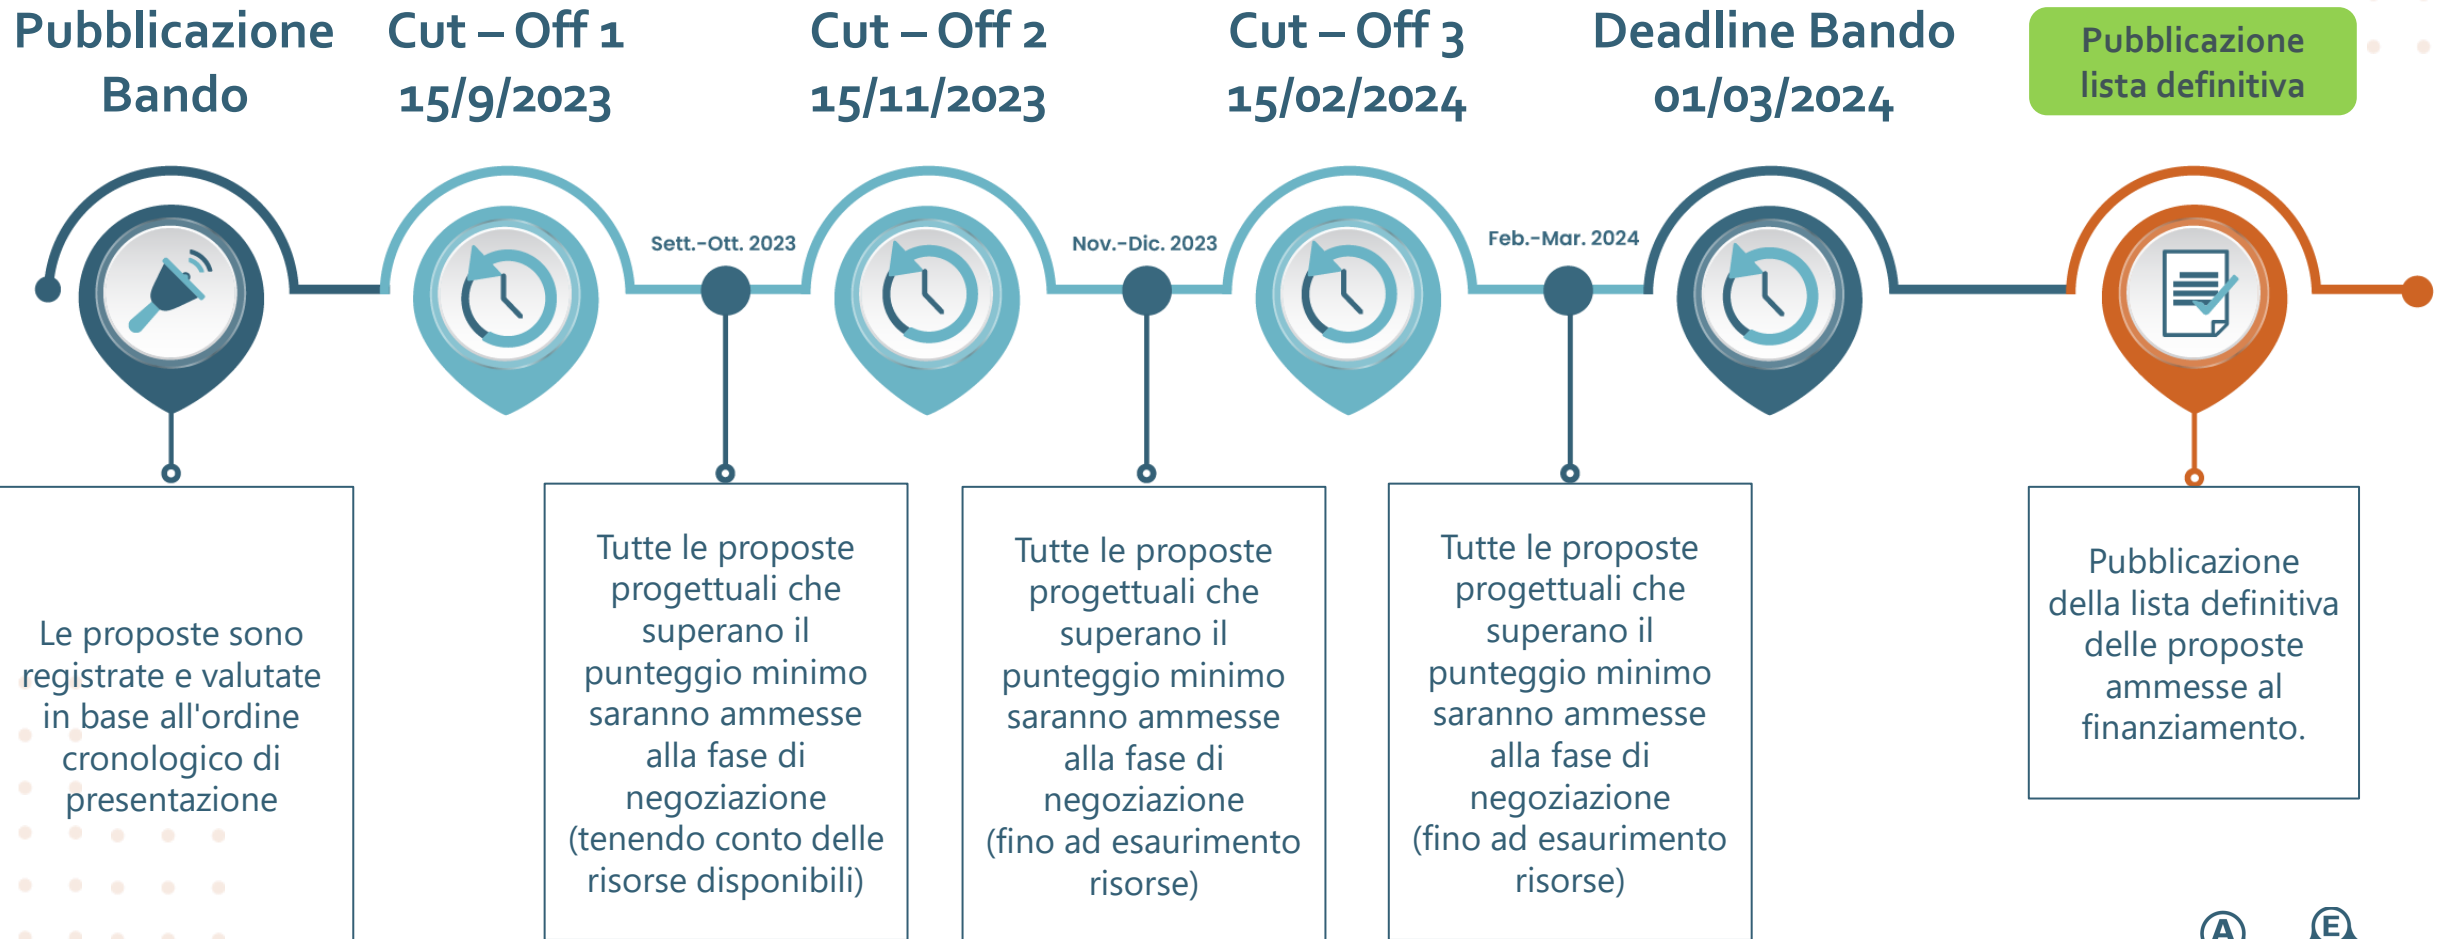 Pubblicazione
Bando
Cut – Off 1
15/9/2023
Cut – Off 2
15/11/2023
Cut – Off 3
15/02/2024
Deadline Bando
01/03/2024
Pubblicazione
lista definitiva
Sett.-Ott. 2023
Nov.-Dic. 2023
Feb.-Mar. 2024
Le proposte sono
registrate e valutate
in base all'ordine
cronologico di
presentazione
Tutte le proposte
progettuali che
superano il
punteggio minimo
saranno ammesse
alla fase di
negoziazione
(tenendo conto delle
risorse disponibili)
Tutte le proposte
progettuali che
superano il
punteggio minimo
saranno ammesse
alla fase di
negoziazione
(fino ad esaurimento
risorse)
Tutte le proposte
progettuali che
superano il
punteggio minimo
saranno ammesse
alla fase di
negoziazione
(fino ad esaurimento
risorse)
Pubblicazione
della lista definitiva
delle proposte
ammesse al
finanziamento.
A E